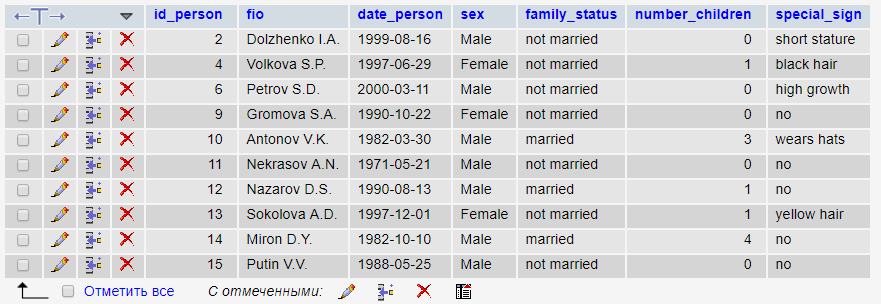 id_person fio date_person sex family_status number_children special_sign
2 Dolzhenko I.A. 1999-08-16 Male not married 0 short stature
4 Volkova S.P. 1997-06-29 Female not married 1 black hair
6 Petrov S.D. 2000-03-11 Male not married 0 high growth
9 Gromova S.A. 1990-10-22 Female not married 0 no
10 Antonov V.K. 1982-03-30 Male married 3 wears hats
11 Nekrasov A.N. 1971-05-21 Male not married 0 no
12 Nazarov D.S. 1990-08-13 Male married 1 no
13 Sokolova A.D. 1997-12-01 Female not married 1 yellow hair
14 Miron D.Y. 1982-10-10 Male married 4 no
15 Putin V.V. 1988-05-25 Male not married 0 no
Отметить все С отмеченными: